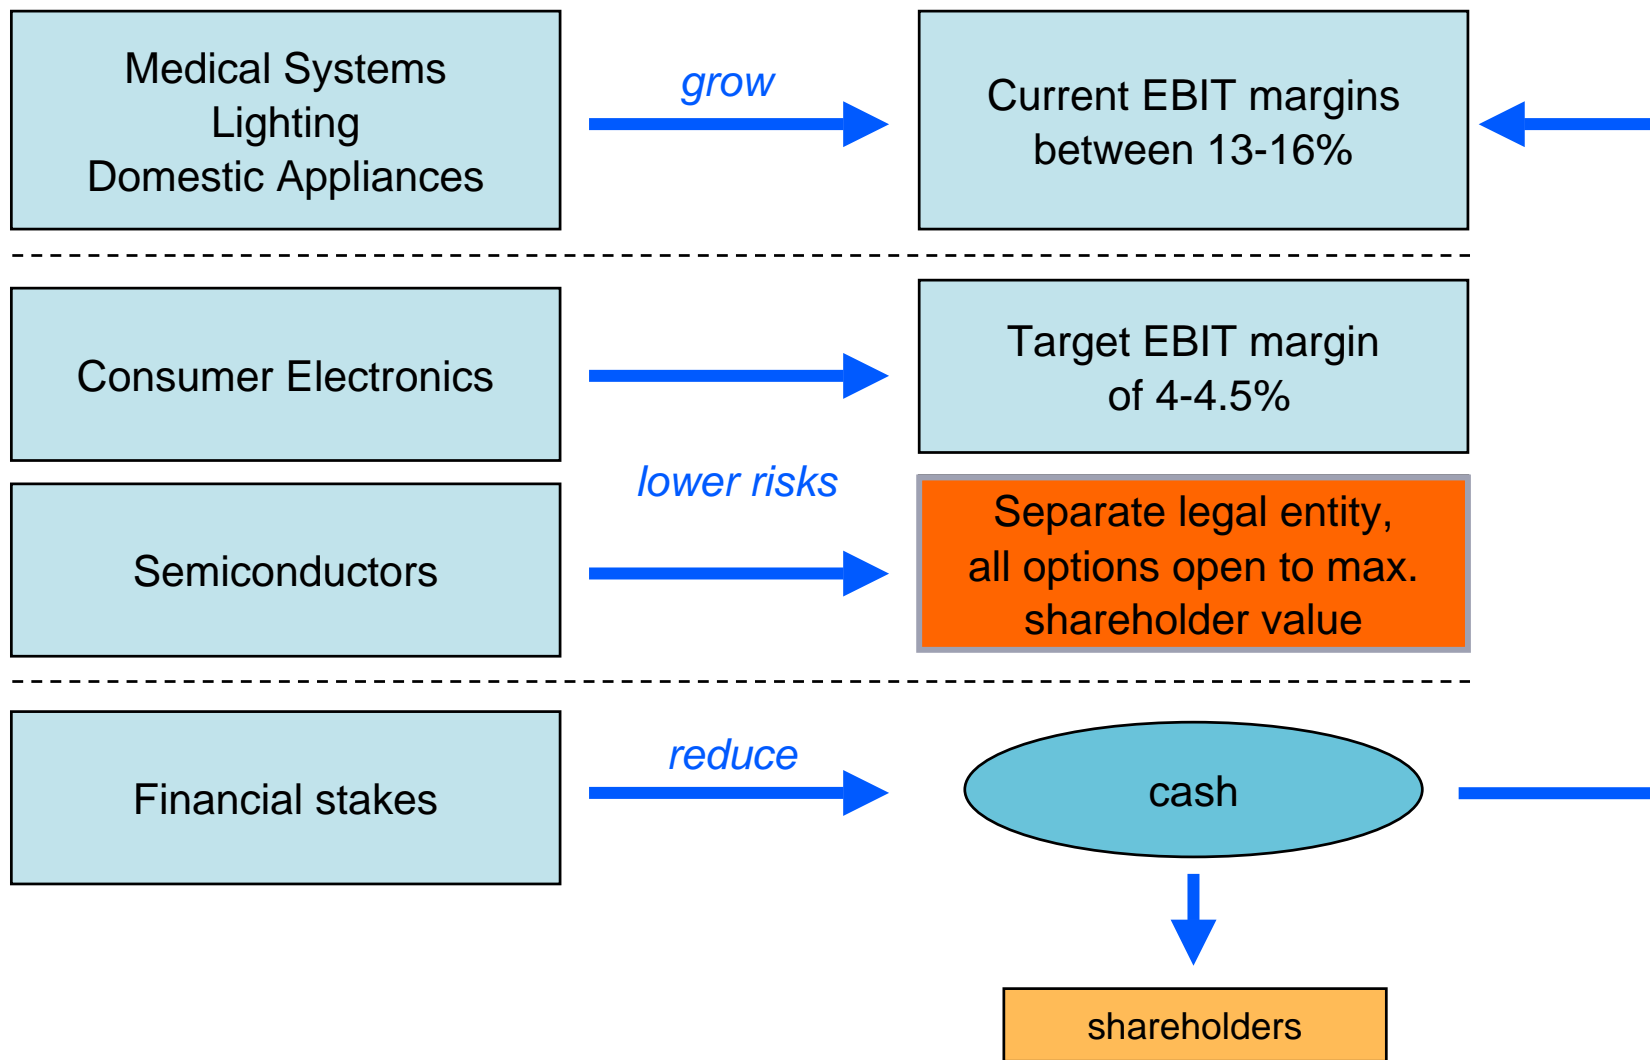 Medical Systems
Lighting
Domestic Appliances
grow
Current EBIT margins
between 13-16%
Consumer Electronics
Target EBIT margin
of 4-4.5%
lower risks
Semiconductors
Separate legal entity,
all options open to max.
shareholder value
Financial stakes
reduce
cash
shareholders